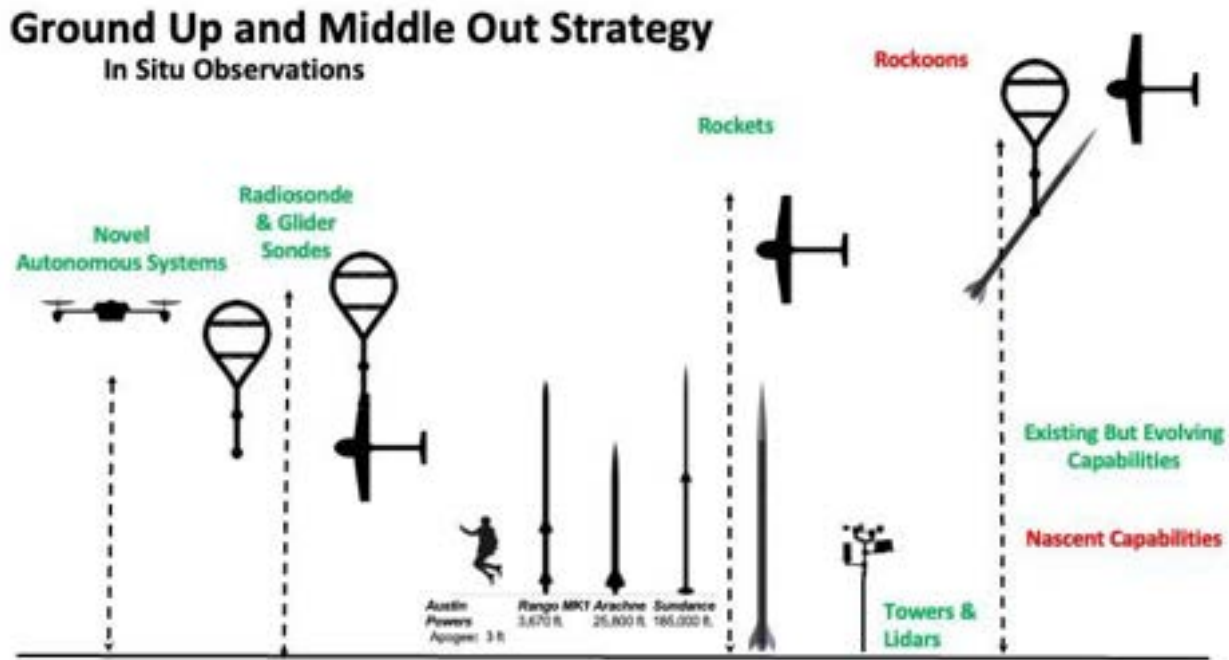 Ground Up and Middle Out Strategy
In Situ Observations
Rockoons
Rockets
Radiosonde
& Glider
Sondes
Novel
Autonomous Systems
Existing But Evolving
Capabilities
Nascent Capabilities
Austin
Powers
Apogee: 3 ft
Rango MK1
3,670 ft.
Arachne
25,800 ft.
Sundance
165,000 ft.
Towers &
Lidars